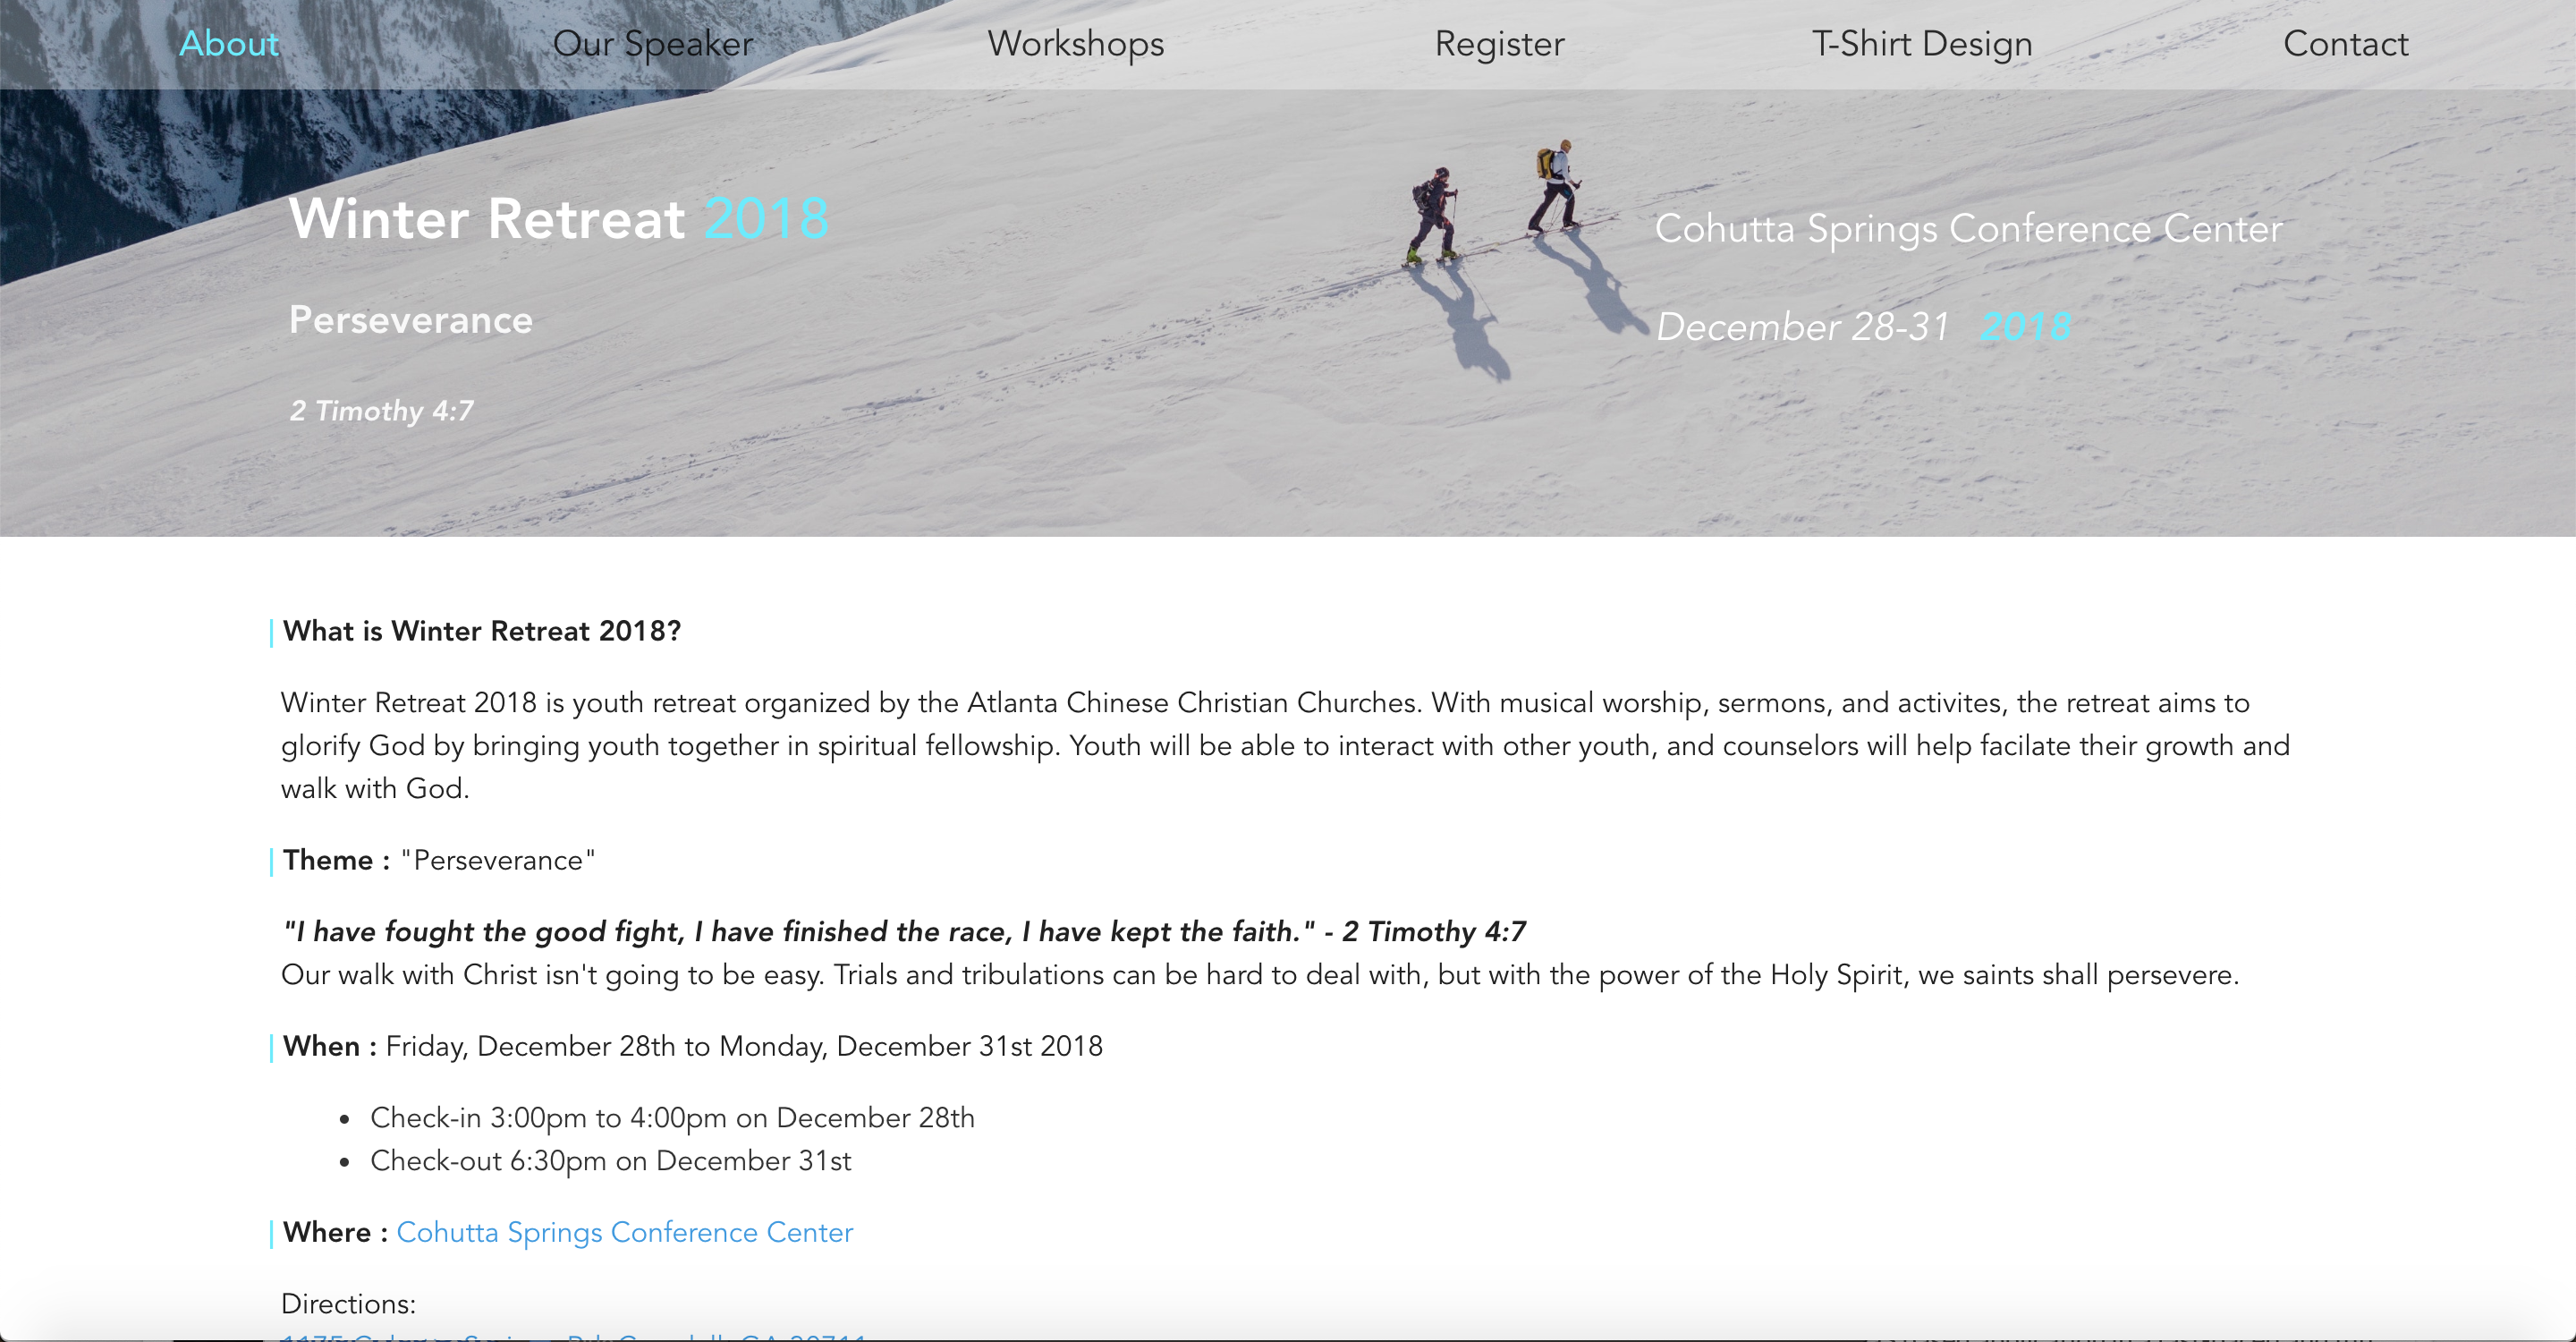 About Our Speaker Workshops Register T-Shirt Design Contact
Winter Retreat 2018
Perseverance
2 Timothy 4:7
Cohutta Springs Conference Center
December 28-31 2018
What is Winter Retreat 2018?
Winter Retreat 2018 is youth retreat organized by the Atlanta Chinese Christian Churches. With musical worship, sermons, and activites, the retreat aims to
glorify God by bringing youth together in spiritual fellowship. Youth will be able to interact with other youth, and counselors will help facilate their growth and
walk with God.
Theme : "Perseverance"
"I have fought the good fight, I have finished the race, I have kept the faith." - 2 Timothy 4:7
Our walk with Christ isn't going to be easy. Trials and tribulations can be hard to deal with, but with the power of the Holy Spirit, we saints shall persevere.
When : Friday, December 28th to Monday, December 31st 2018
Check-in 3:00pm to 4:00pm on December 28th
Check-out 6:30pm on December 31st
Where : Cohutta Springs Conference Center
Directions: